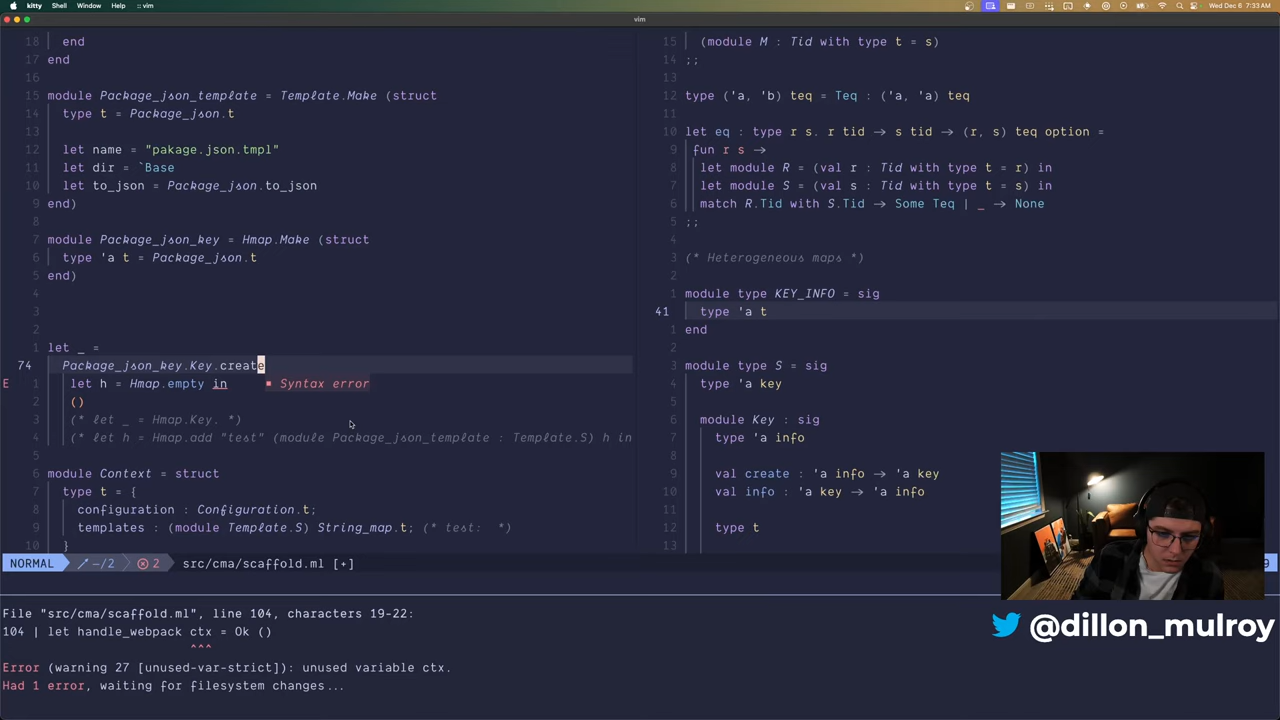 kitty Shell Window Help :: vim
Wed Dec 6 7:33 AM
vim
18 end
17 end
16
15 module Package_json_template = Template.Make (struct
14 type t = Package_json.t
13
12 let name = "pakage.json.tmpl"
11 let dir = `Base
10 let to_json = Package_json.to_json
9 end)
8
7 module Package_json_key = Hmap.Make (struct
6 type 'a t = Package_json.t
5 end)
4
3
2
1 let _ =
74 Package_json_key.Key.create
E 1 let h = Hmap.empty in ■ Syntax error
2 ()
3 (* let _ = Hmap.Key. *)
4 (* let h = Hmap.add "test" (module Package_json_template : Template.S) h in
5
6 module Context = struct
7 type t = {
8 configuration : Configuration.t;
9 templates : (module Template.S) String_map.t; (* test: *)
10 }
15 (module M : Tid with type t = s)
14 ;;
13
12 type ('a, 'b) teq = Teq : ('a, 'a) teq
11
10 let eq : type r s. r tid → s tid → (r, s) teq option =
9 fun r s →
8 let module R = (val r : Tid with type t = r) in
7 let module S = (val s : Tid with type t = s) in
6 match R.Tid with S.Tid → Some Teq | _ → None
5 ;;
4
3 (* Heterogeneous maps *)
2
1 module type KEY_INFO = sig
41 type 'a t
1 end
2
3 module type S = sig
4 type 'a key
5
6 module Key : sig
7 type 'a info
8
9 val create : 'a info → 'a key
10 val info : 'a key → 'a info
11
12 type t
13
NORMAL –/2 2 src/cma/scaffold.ml [+]
9
File "src/cma/scaffold.ml", line 104, characters 19-22:
104 | let handle_webpack ctx = Ok ()
^^^
Error (warning 27 [unused-var-strict]): unused variable ctx.
Had 1 error, waiting for filesystem changes...
@dillon_mulroy